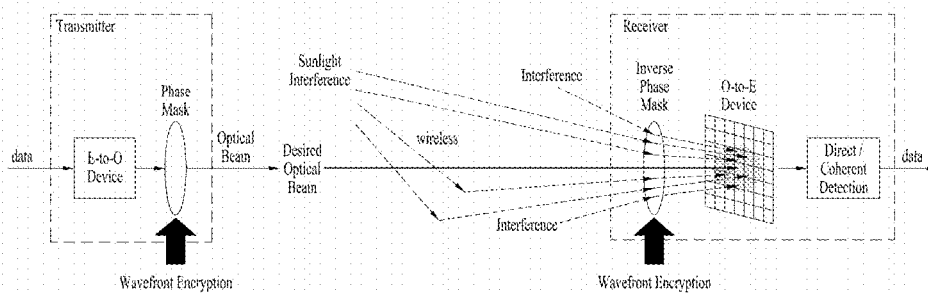 Transmitter
Receiver
Sunlight
Interference
Interference
Inverse
Phase
Mask
O-to-E
Device
Phase
Mask
wireless
data
E-to-O
Device
Optical
Beam
Desired
Optical
Beam
Direct /
Coherent
Detection
data
Interference
Wavefront Encryption
Wavefront Encryption